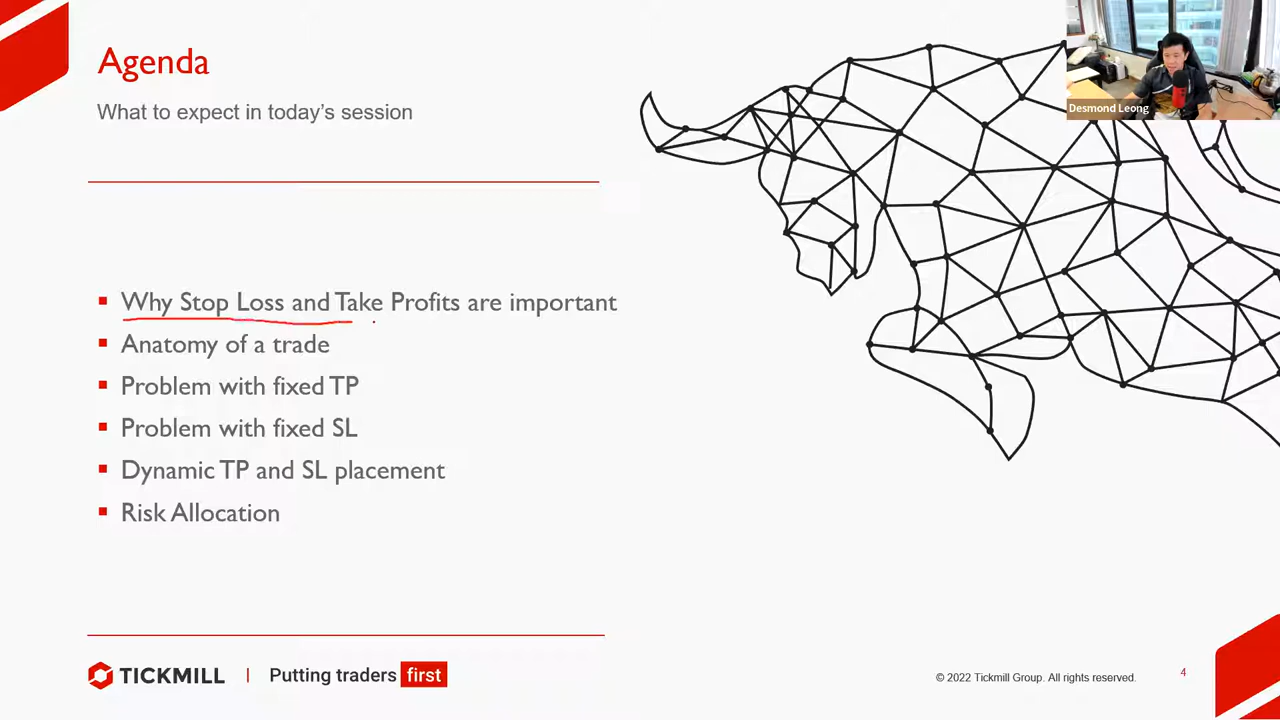 Agenda
What to expect in today's session
Desmond Leong
▪ Why Stop Loss and Take Profits are important
▪ Anatomy of a trade
▪ Problem with fixed TP
▪ Problem with fixed SL
▪ Dynamic TP and SL placement
▪ Risk Allocation
TICKMILL | Putting traders first
© 2022 Tickmill Group. All rights reserved.
4